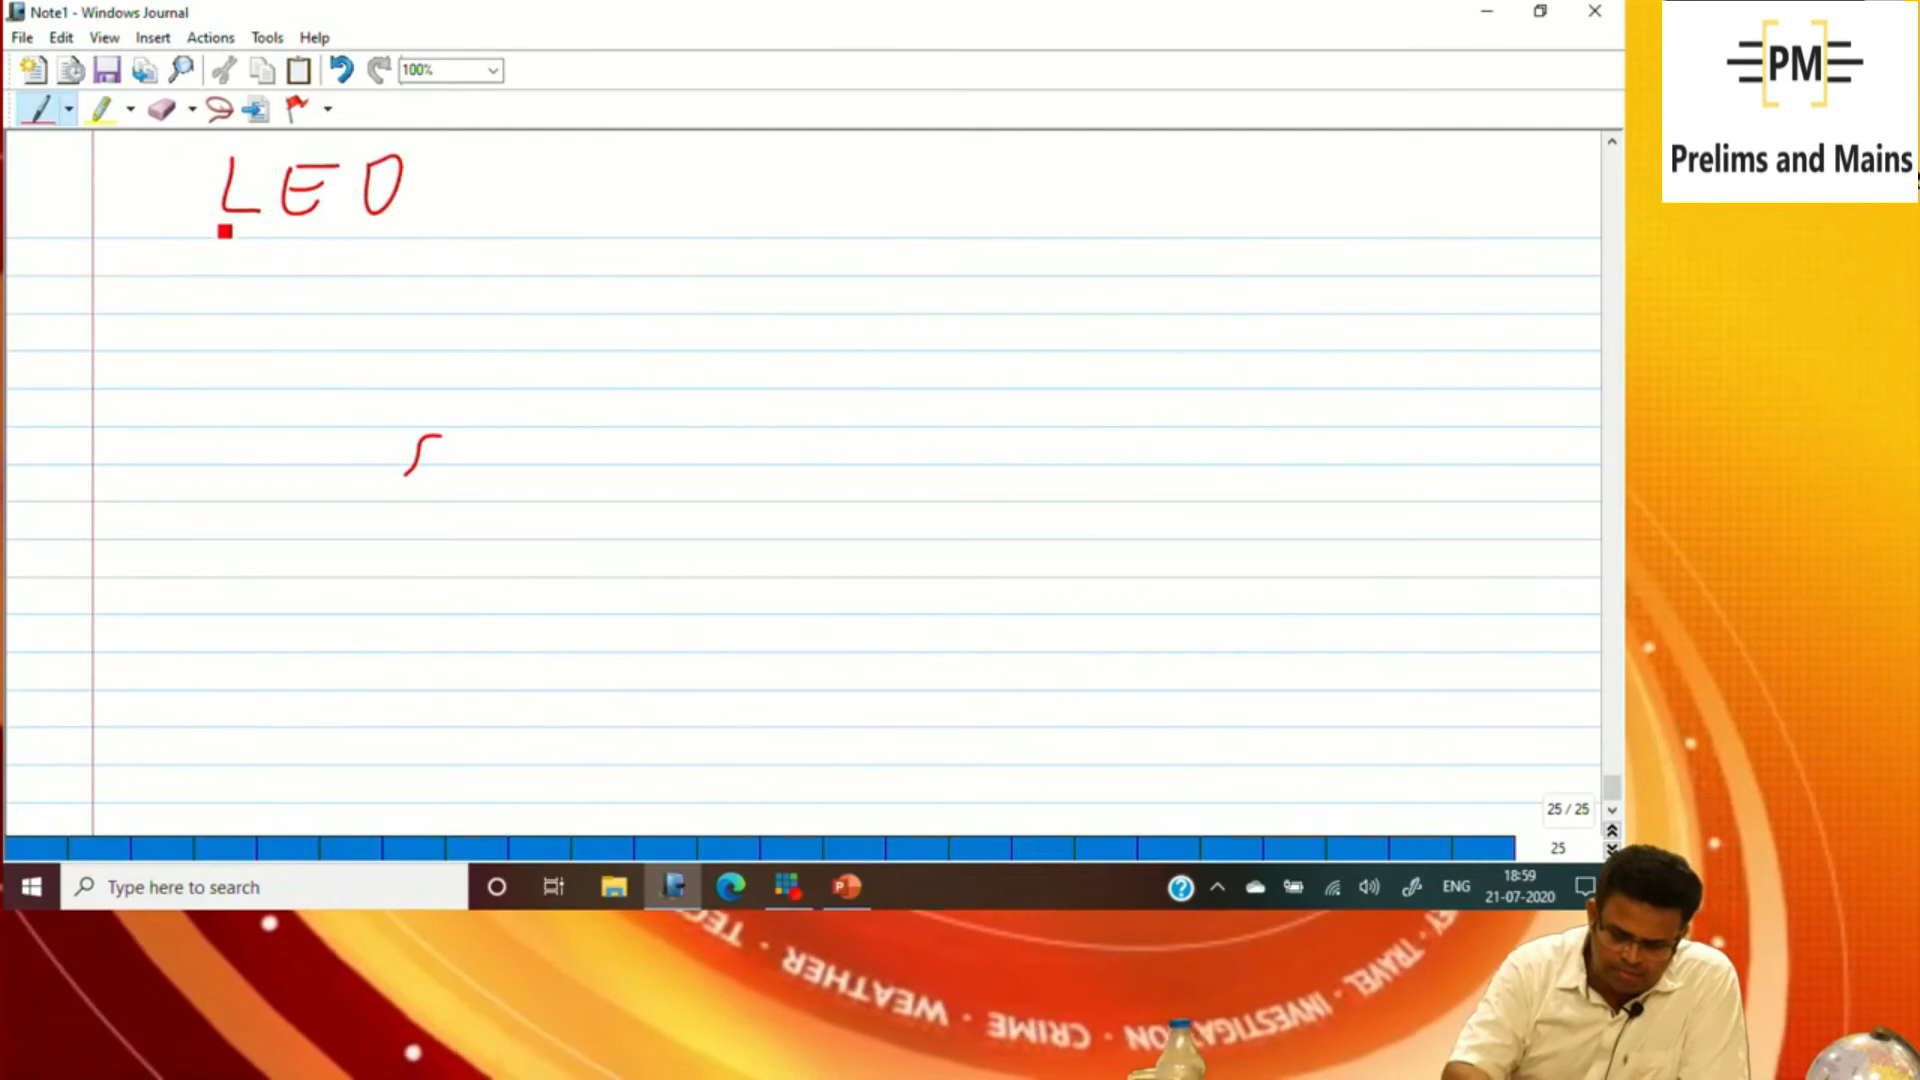 Note1 - Windows Journal
PM
File Edit View Insert Actions Tools Help
100%
Prelims and Mains
LED
25 / 25
25
Type here to search
ENG
18:59
21-07-2020
WEATHER · CRIME · INVESTIGATION · TRAVEL ·